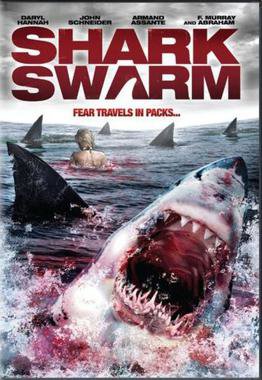 DARYL HANNAH
JOHN SCHNEIDER
ARMAND ASSANTE
F. MURRAY AND ABRAHAM
SHARK
SWARM
FEAR TRAVELS IN PACKS...